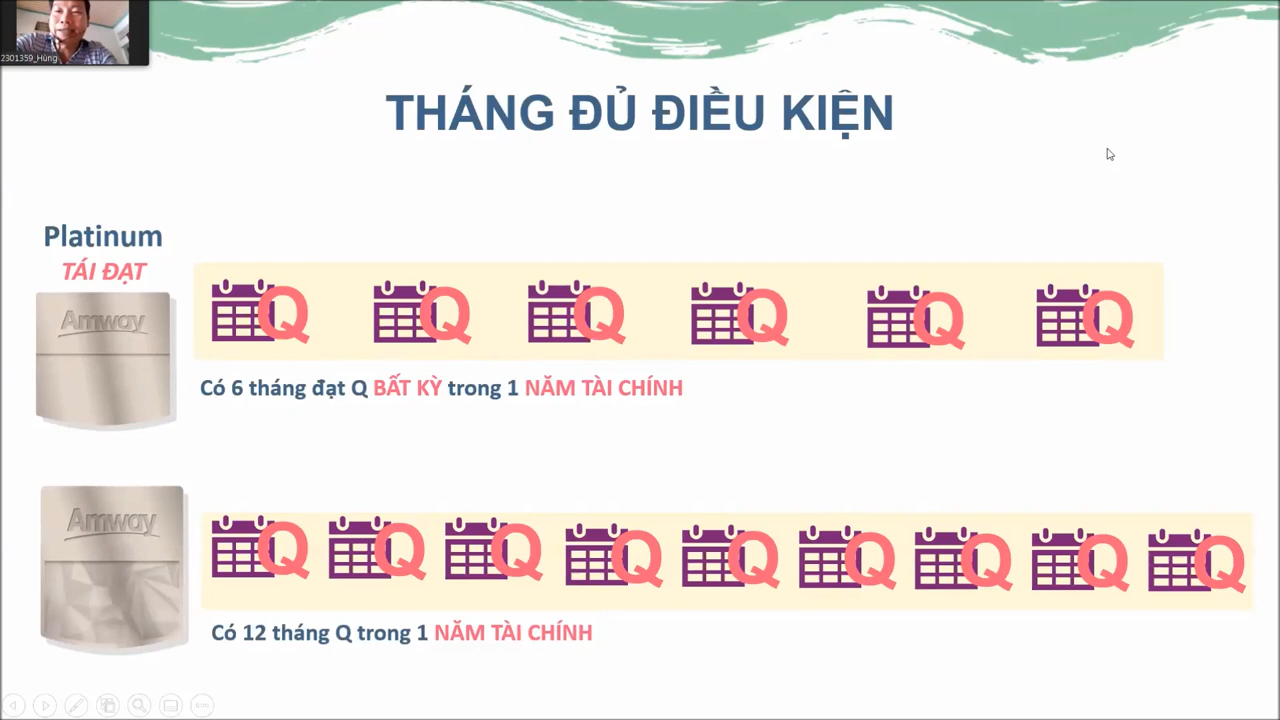 2301359_Hùng
THÁNG ĐỦ ĐIỀU KIỆN
Platinum
TÁI ĐẠT
Amway
Q Q Q Q Q Q
Có 6 tháng đạt Q BẤT KỲ trong 1 NĂM TÀI CHÍNH
Amway
Q Q Q Q Q Q Q Q Q
Có 12 tháng Q trong 1 NĂM TÀI CHÍNH